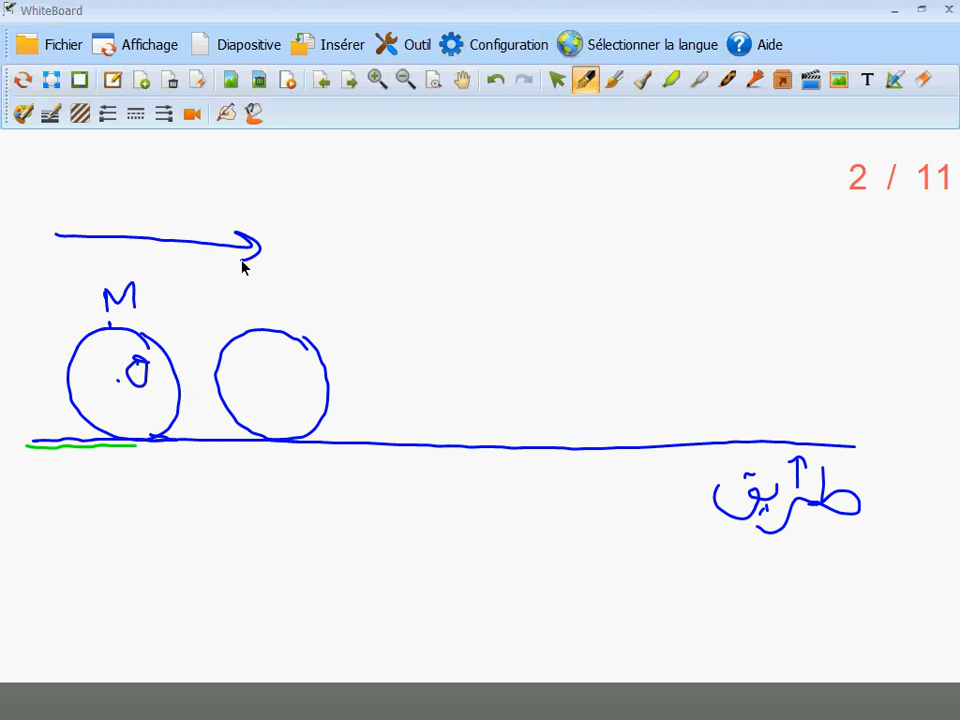 WhiteBoard
Fichier Affichage Diapositive Insérer Outil Configuration Sélectionner la langue Aide
T
2 / 11
M
O
طريق